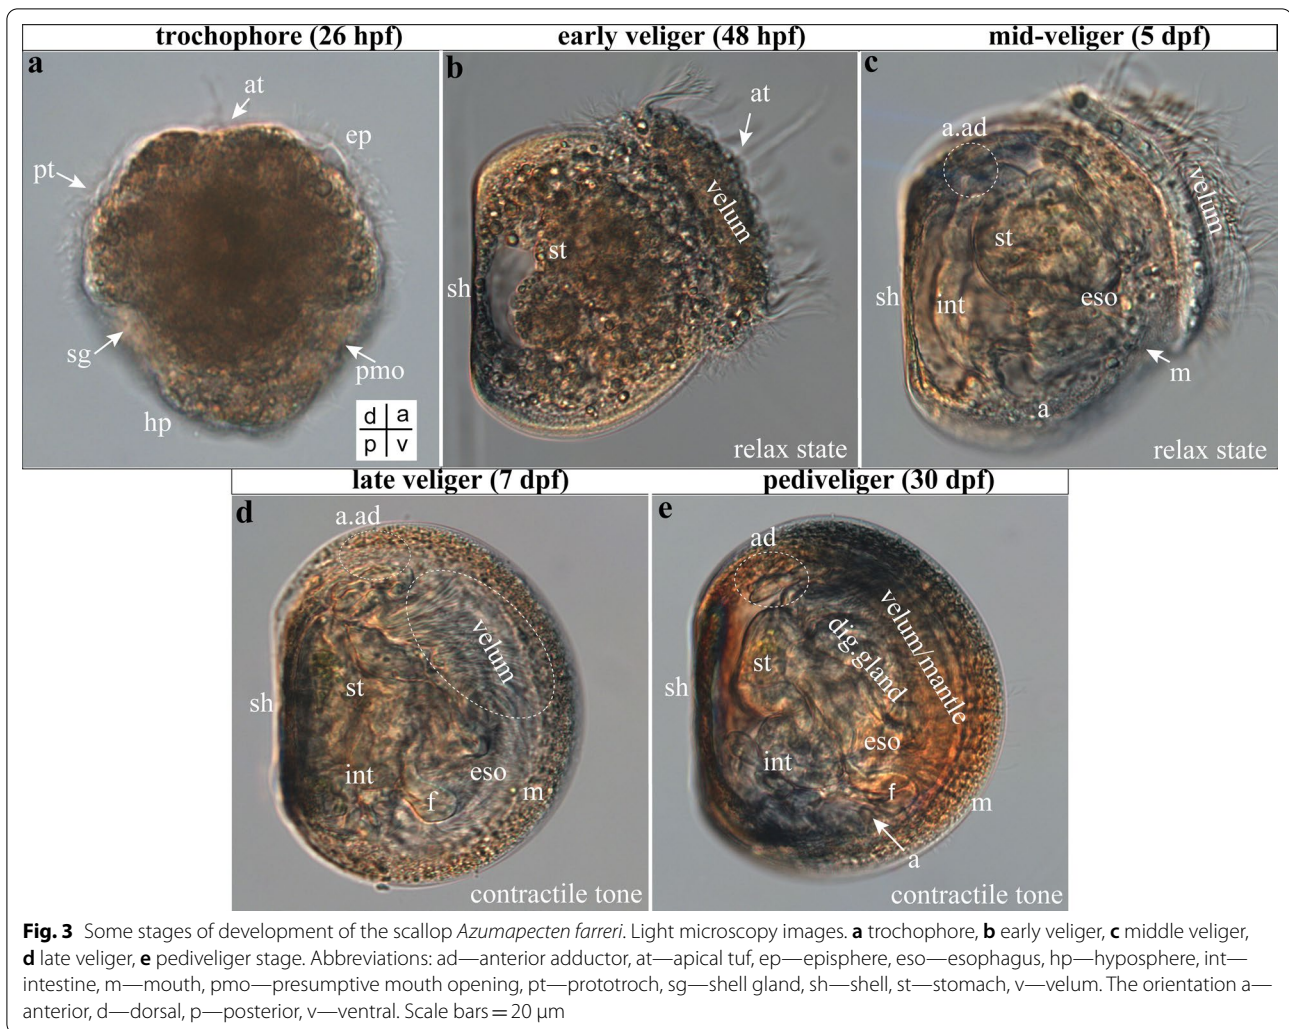 trochophore (26 hpf)
early veliger (48 hpf)
mid-veliger (5 dpf)
a
at
ep
pt
sg
pmo
hp
d a
p v
b
at
velum
st
sh
relax state
c
a.ad
velum
st
sh
int
eso
m
a
relax state
late veliger (7 dpf)
pediveliger (30 dpf)
d
a.ad
velum
st
sh
int
eso
f
m
contractile tone
e
ad
velum/mantle
dig.gland
st
sh
eso
int
f
m
a
contractile tone
Fig. 3 Some stages of development of the scallop Azumapecten farreri. Light microscopy images. a trochophore, b early veliger, c middle veliger,
d late veliger, e pediveliger stage. Abbreviations: ad—anterior adductor, at—apical tuf, ep—episphere, eso—esophagus, hp—hyposphere, int—
intestine, m—mouth, pmo—presumptive mouth opening, pt—prototroch, sg—shell gland, sh—shell, st—stomach, v—velum. The orientation a—
anterior, d—dorsal, p—posterior, v—ventral. Scale bars = 20 µm